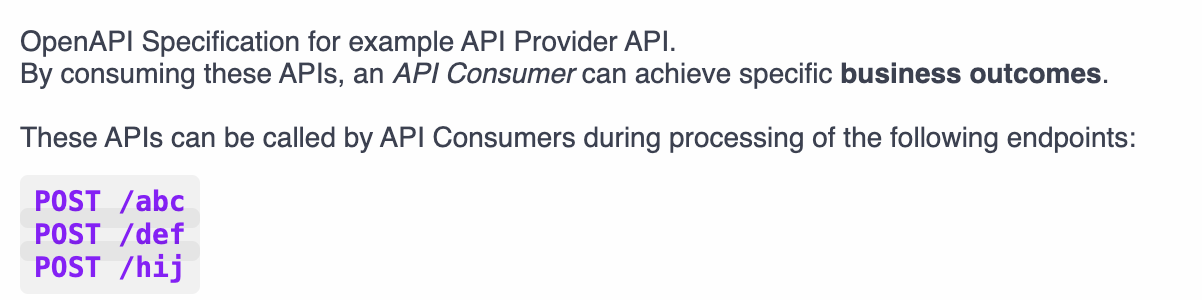 OpenAPI Specification for example API Provider API.
By consuming these APIs, an API Consumer can achieve specific business outcomes.
These APIs can be called by API Consumers during processing of the following endpoints:
POST /abc
POST /def
POST /hij